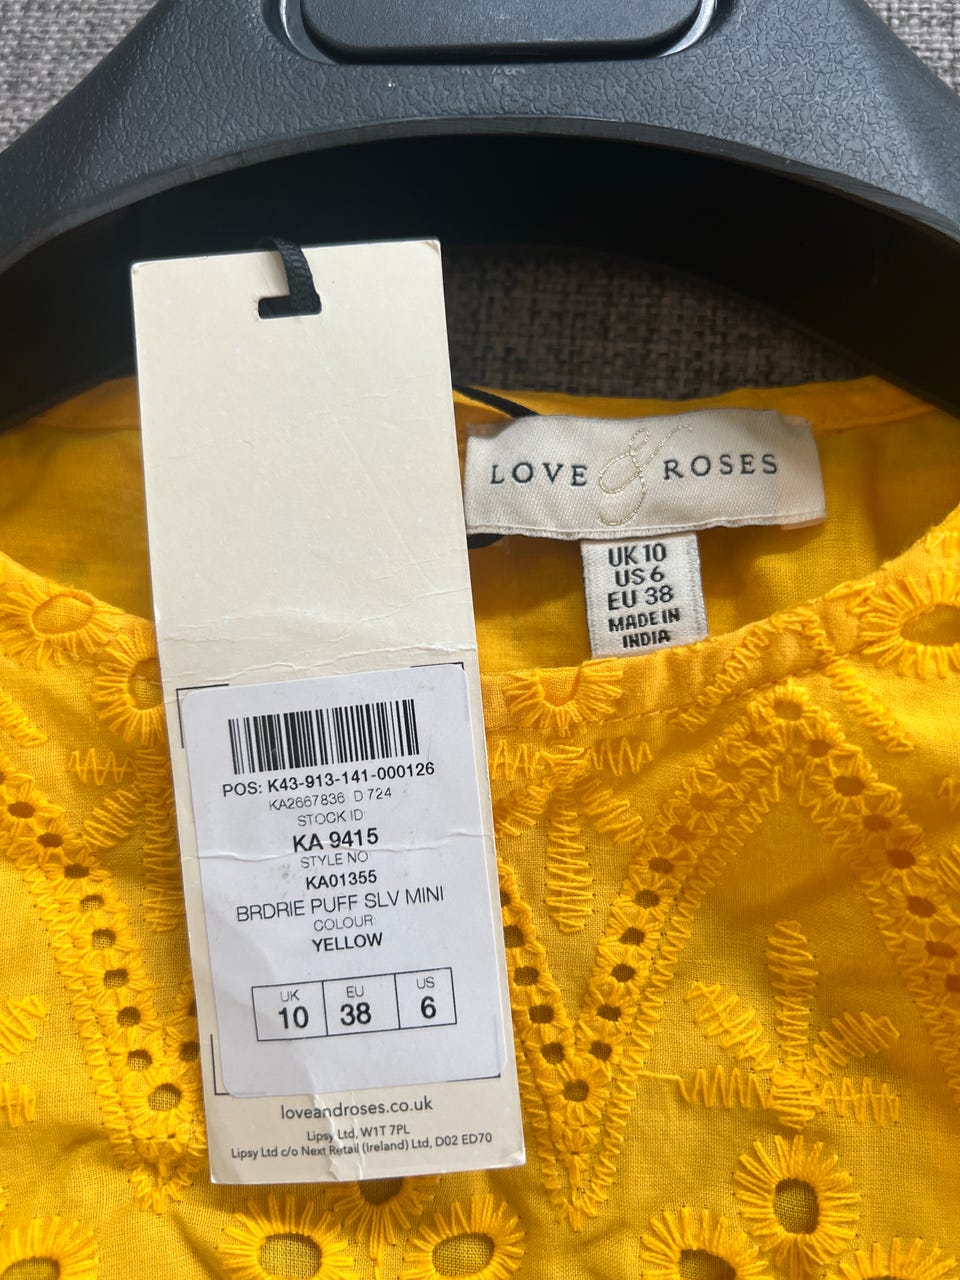 LOVE & ROSES
UK 10
US 6
EU 38
MADE IN
INDIA
POS: K43-913-141-000126
KA2667836 D 724
STOCK ID:
KA 9415
STYLE NO
KA01355
BRDRIE PUFF SLV MINI
COLOUR:
YELLOW
UK EU US
10 38 6
loveandroses.co.uk
Lipsy Ltd, W1T 7PL
Lipsy Ltd c/o Next Retail (Ireland) Ltd, D02 ED70